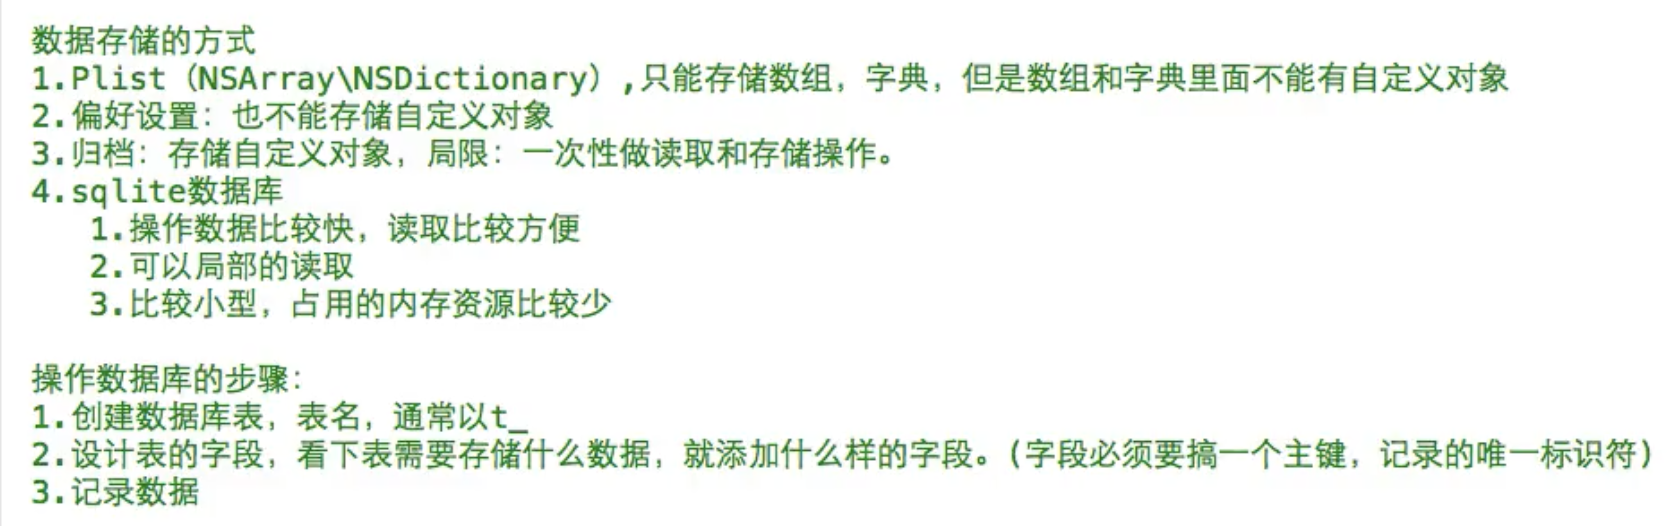 数据存储的方式
1.Plist（NSArray\NSDictionary）,只能存储数组，字典，但是数组和字典里面不能有自定义对象
2.偏好设置：也不能存储自定义对象
3.归档：存储自定义对象，局限：一次性做读取和存储操作。
4.sqlite数据库
1.操作数据比较快，读取比较方便
2.可以局部的读取
3.比较小型，占用的内存资源比较少
操作数据库的步骤：
1.创建数据库表，表名，通常以t_
2.设计表的字段，看下表需要存储什么数据，就添加什么样的字段。(字段必须要搞一个主键，记录的唯一标识符)
3.记录数据